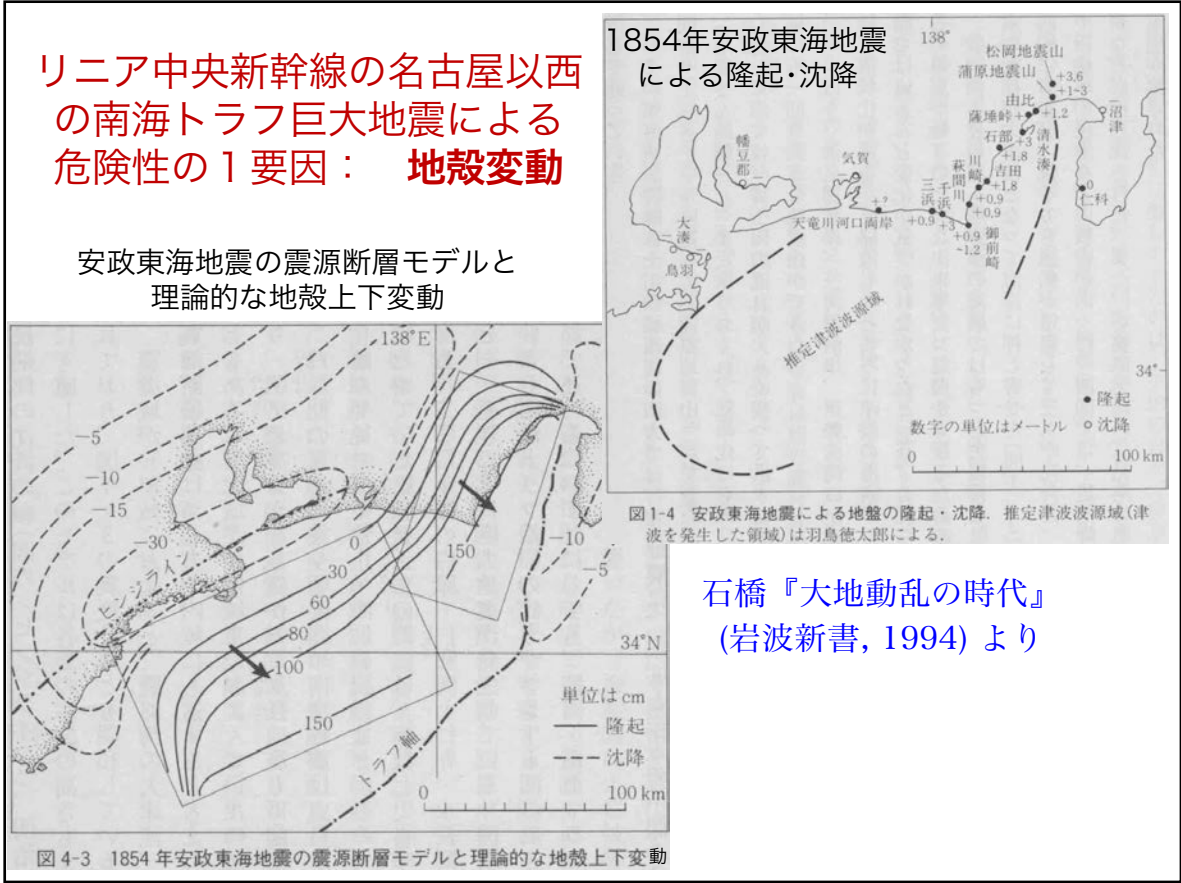 リニア中央新幹線の名古屋以西
の南海トラフ巨大地震による
危険性の1要因： 地殻変動
安政東海地震の震源断層モデルと
理論的な地殻上下変動
138°E
−5
−10
−15
−30
ヒンジライン
0
30
60
80
100
150
150
−10
−5
34°N
単位はcm
隆起
沈降
トラフ軸
0
100 km
図 4-3 1854 年安政東海地震の震源断層モデルと理論的な地殻上下変動
1854年安政東海地震
による隆起・沈降
138°
松岡地震山
蒲原地震山
+3.6
+1~3
由比
+1.2
薩埵峠
+
沼津
−
石部
+3
清水湊
+1.8
吉田
+1.8
川崎
+0.9
萩間川
+0.9
御前崎
+0.9
~1.2
千浜
+3
三浜
+0.9
+?
天竜川河口両岸
気賀
−
幡豆郡
−
大湊
−
鳥羽
−
0
仁科
推定津波波源域
34°
隆起
数字の単位はメートル
沈降
0
100 km
図1-4 安政東海地震による地盤の隆起・沈降. 推定津波波源域(津
波を発生した領域)は羽鳥徳太郎による.
石橋『大地動乱の時代』
(岩波新書, 1994) より